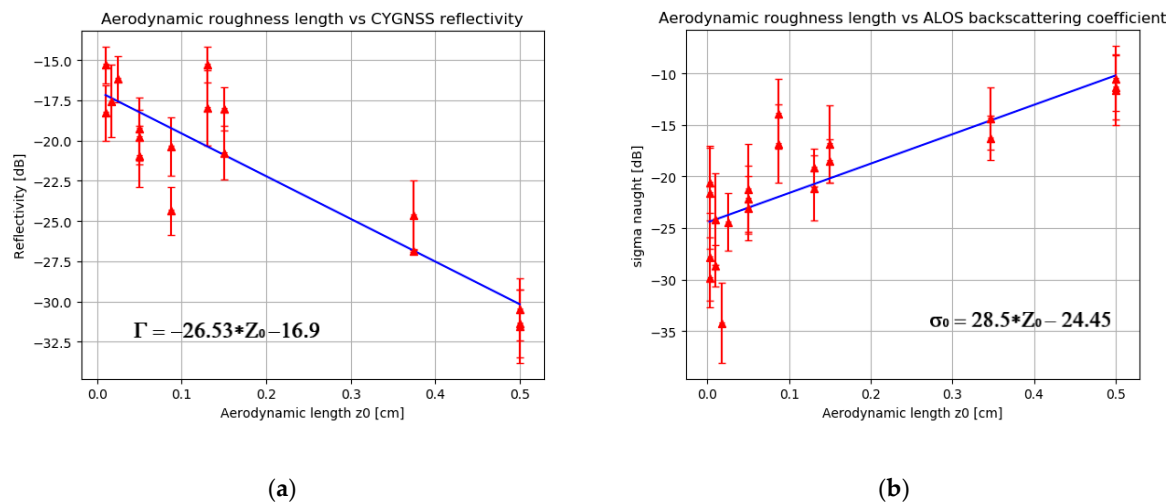 Aerodynamic roughness length vs CYGNSS reflectivity
Reflectivity [dB]
−15.0
−17.5
−20.0
−22.5
−25.0
−27.5
−30.0
−32.5
Γ = −26.53*Z₀−16.9
0.0 0.1 0.2 0.3 0.4 0.5
Aerodynamic length z0 [cm]
(a)
Aerodynamic roughness length vs ALOS backscattering coefficient
sigma naught [dB]
−10
−15
−20
−25
−30
−35
σ₀ = 28.5*Z₀ − 24.45
0.0 0.1 0.2 0.3 0.4 0.5
Aerodynamic length z0 [cm]
(b)